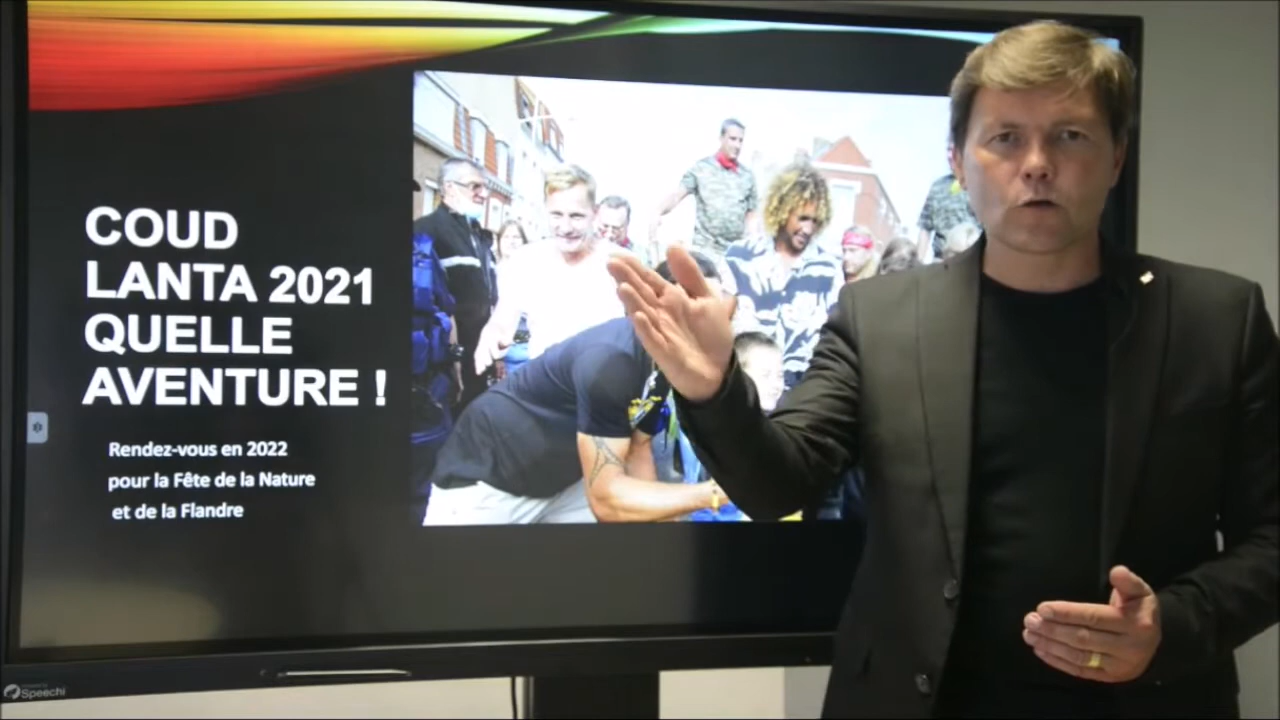 COUD
LANTA 2021
QUELLE
AVENTURE !
Rendez-vous en 2022
pour la Fête de la Nature
et de la Flandre
Speechi